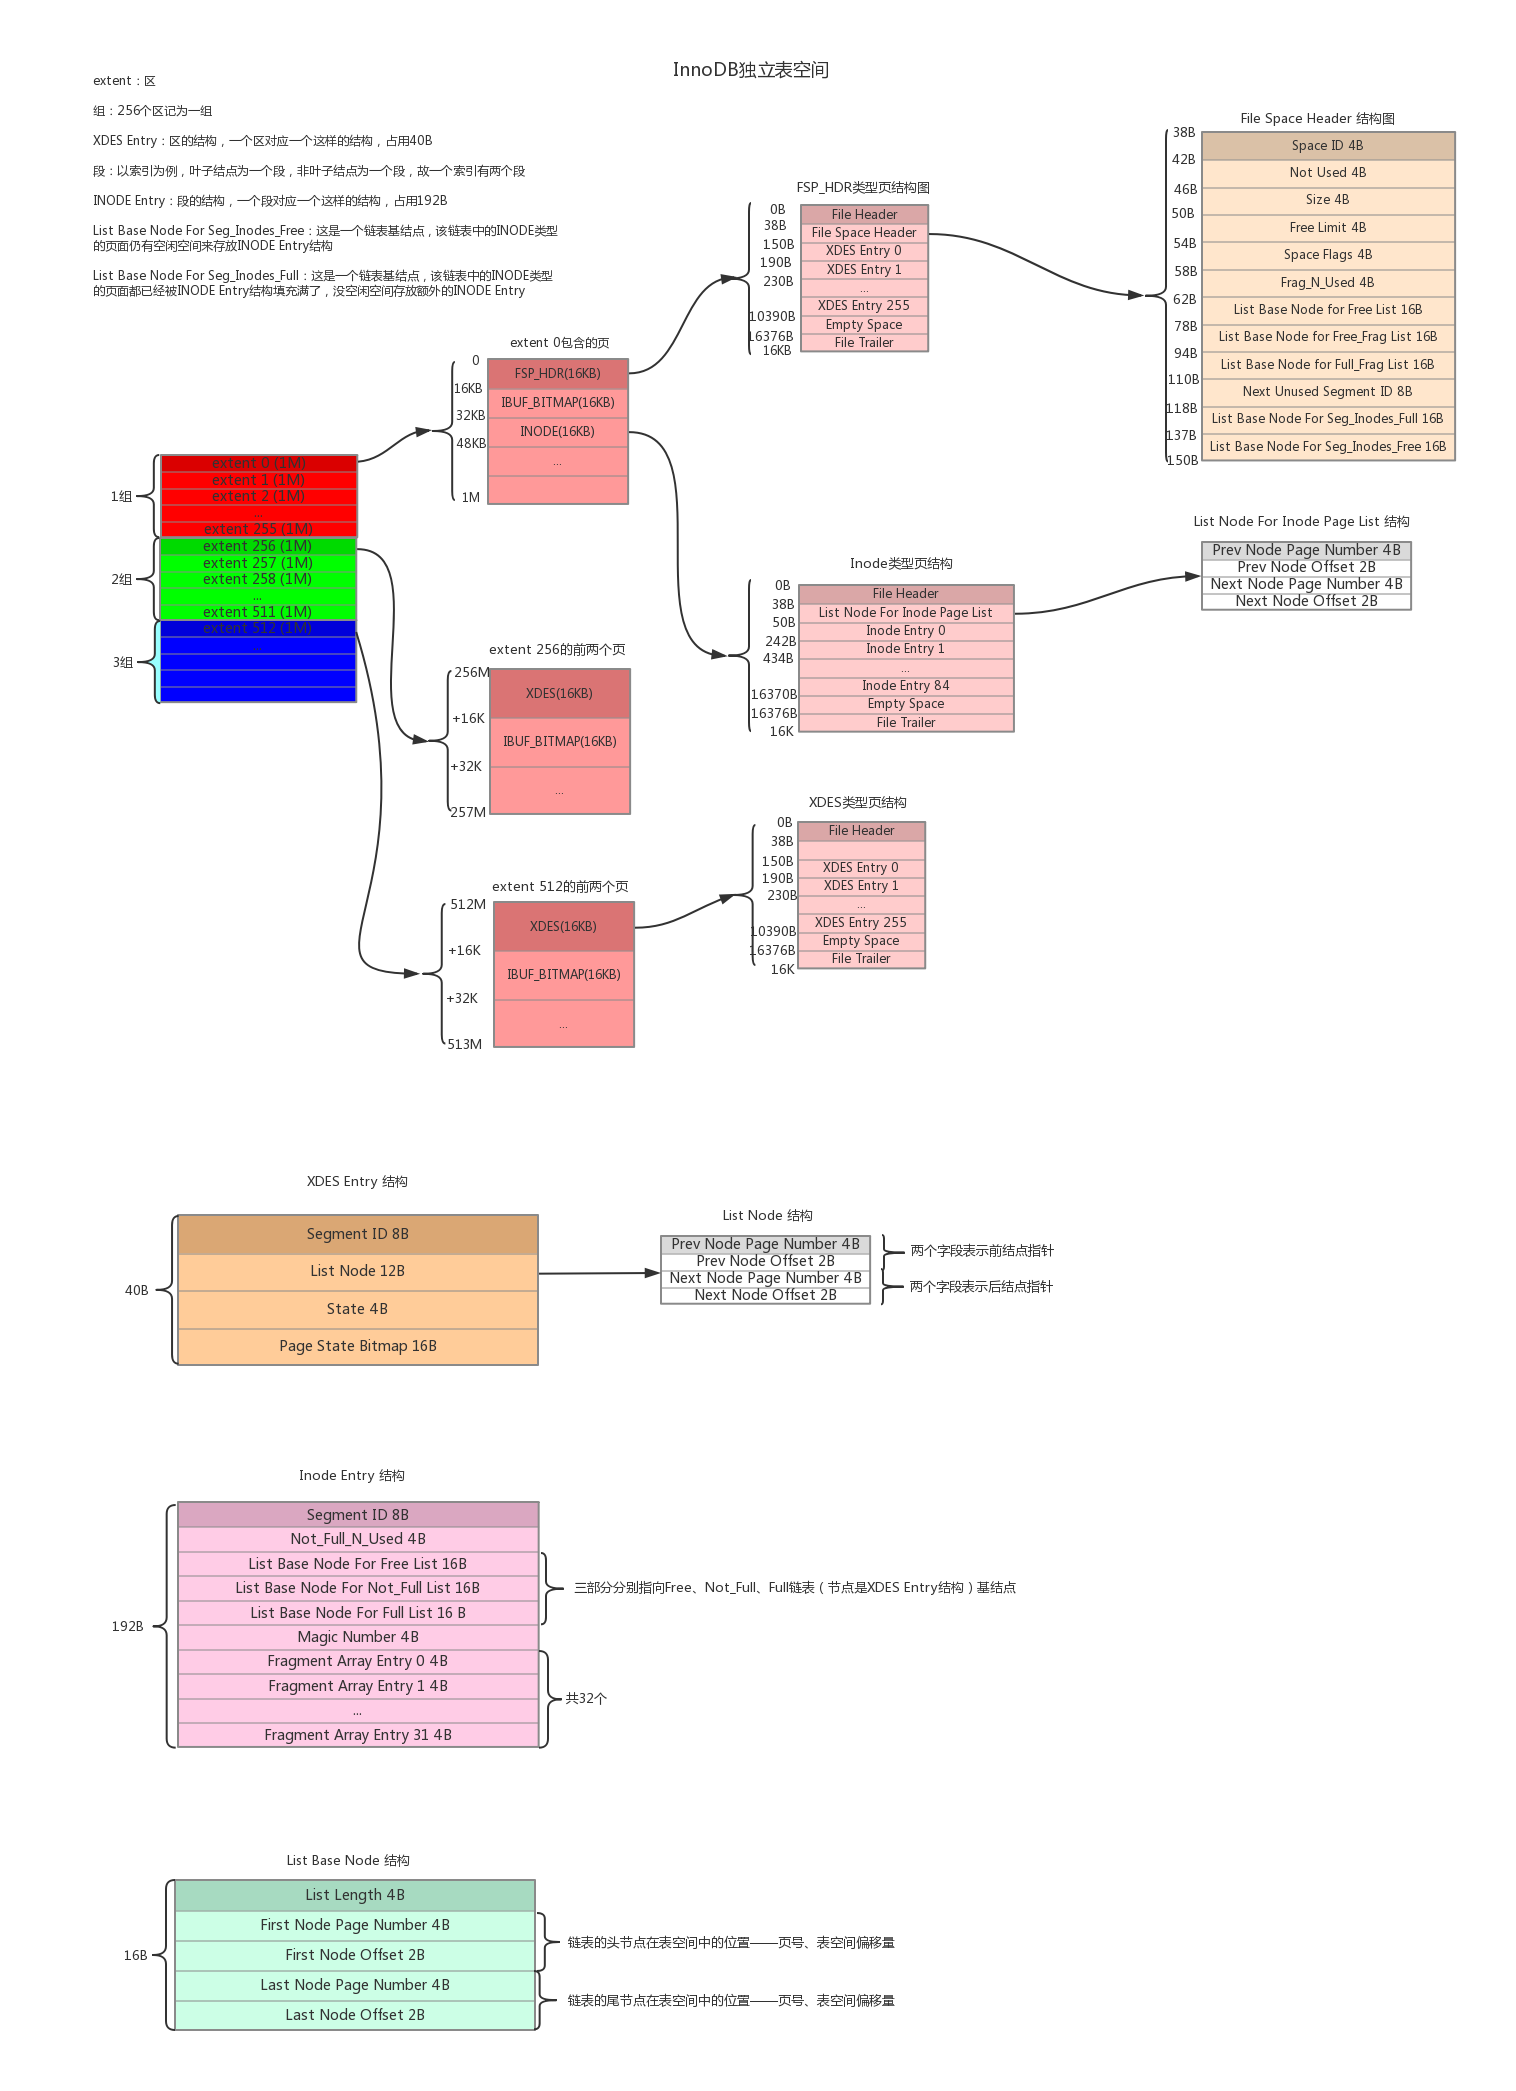 InnoDB独立表空间
extent：区
组：256个区记为一组
XDES Entry：区的结构，一个区对应一个这样的结构，占用40B
段：以索引为例，叶子结点为一个段，非叶子结点为一个段，故一个索引有两个段
INODE Entry：段的结构，一个段对应一个这样的结构，占用192B
List Base Node For Seg_Inodes_Free：这是一个链表基结点，该链表中的INODE类型
的页面仍有空闲空间来存放INODE Entry结构
List Base Node For Seg_Inodes_Full：这是一个链表基结点，该链表中的INODE类型
的页面都已经被INODE Entry结构填充满了，没空闲空间存放额外的INODE Entry
1组
extent 0 (1M)
extent 1 (1M)
extent 2 (1M)
...
extent 255 (1M)
2组
extent 256 (1M)
extent 257 (1M)
extent 258 (1M)
...
extent 511 (1M)
3组
extent 512 (1M)
...
extent 0包含的页
0
FSP_HDR(16KB)
16KB
IBUF_BITMAP(16KB)
32KB
INODE(16KB)
48KB
...
1M
extent 256的前两个页
256M
XDES(16KB)
+16K
IBUF_BITMAP(16KB)
+32K
...
257M
extent 512的前两个页
512M
XDES(16KB)
+16K
IBUF_BITMAP(16KB)
+32K
...
513M
FSP_HDR类型页结构图
0B
File Header
38B
File Space Header
150B
XDES Entry 0
190B
XDES Entry 1
230B
...
XDES Entry 255
10390B
Empty Space
16376B
File Trailer
16KB
File Space Header 结构图
38B
Space ID 4B
42B
Not Used 4B
46B
Size 4B
50B
Free Limit 4B
54B
Space Flags 4B
58B
Frag_N_Used 4B
62B
List Base Node for Free List 16B
78B
List Base Node for Free_Frag List 16B
94B
List Base Node for Full_Frag List 16B
110B
Next Unused Segment ID 8B
118B
List Base Node For Seg_Inodes_Full 16B
137B
List Base Node For Seg_Inodes_Free 16B
150B
Inode类型页结构
0B
File Header
38B
List Node For Inode Page List
50B
Inode Entry 0
242B
Inode Entry 1
434B
...
Inode Entry 84
16370B
Empty Space
16376B
File Trailer
16K
List Node For Inode Page List 结构
Prev Node Page Number 4B
Prev Node Offset 2B
Next Node Page Number 4B
Next Node Offset 2B
XDES类型页结构
0B
File Header
38B
150B
XDES Entry 0
190B
XDES Entry 1
230B
...
XDES Entry 255
10390B
Empty Space
16376B
File Trailer
16K
XDES Entry 结构
40B
Segment ID 8B
List Node 12B
State 4B
Page State Bitmap 16B
List Node 结构
Prev Node Page Number 4B
Prev Node Offset 2B
Next Node Page Number 4B
Next Node Offset 2B
两个字段表示前结点指针
两个字段表示后结点指针
Inode Entry 结构
192B
Segment ID 8B
Not_Full_N_Used 4B
List Base Node For Free List 16B
List Base Node For Not_Full List 16B
List Base Node For Full List 16 B
Magic Number 4B
Fragment Array Entry 0 4B
Fragment Array Entry 1 4B
...
Fragment Array Entry 31 4B
三部分分别指向Free、Not_Full、Full链表（节点是XDES Entry结构）基结点
共32个
List Base Node 结构
16B
List Length 4B
First Node Page Number 4B
First Node Offset 2B
Last Node Page Number 4B
Last Node Offset 2B
链表的头节点在表空间中的位置——页号、表空间偏移量
链表的尾节点在表空间中的位置——页号、表空间偏移量